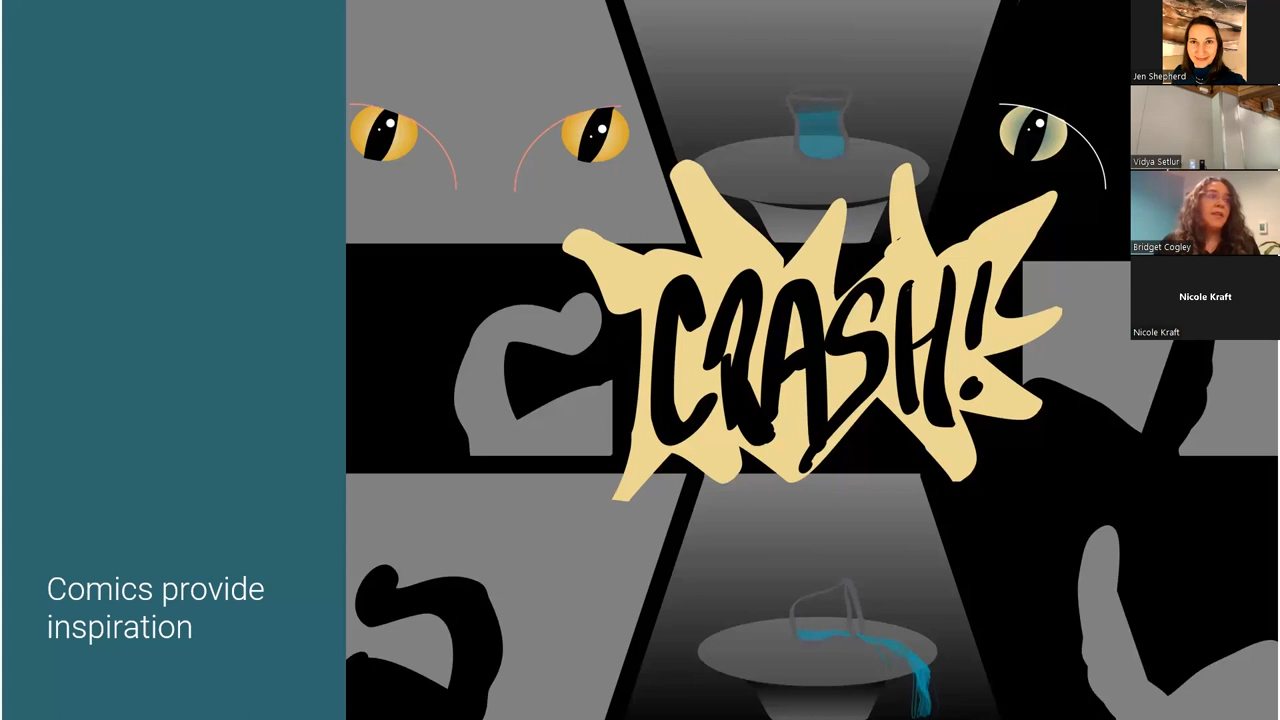 Comics provide
inspiration
CRASH!
Jen Shepherd
Vidya Setlur
Bridget Cogley
Nicole Kraft
Nicole Kraft